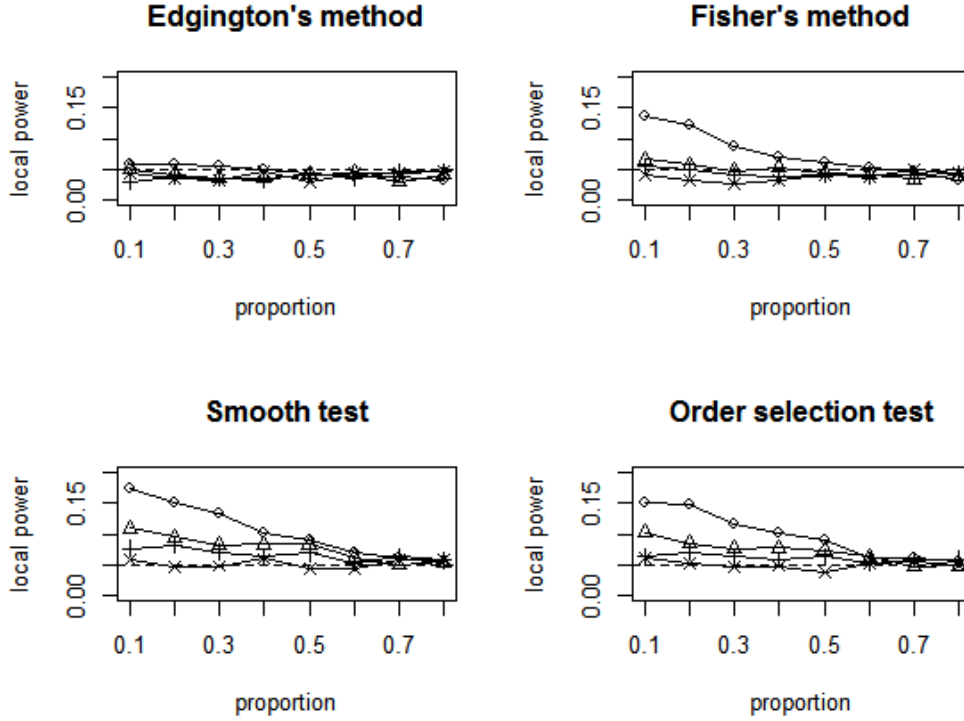 Edgington's method
local power
0.00 0.15
0.1 0.3 0.5 0.7
proportion
Fisher's method
local power
0.00 0.15
0.1 0.3 0.5 0.7
proportion
Smooth test
local power
0.00 0.15
0.1 0.3 0.5 0.7
proportion
Order selection test
local power
0.00 0.15
0.1 0.3 0.5 0.7
proportion